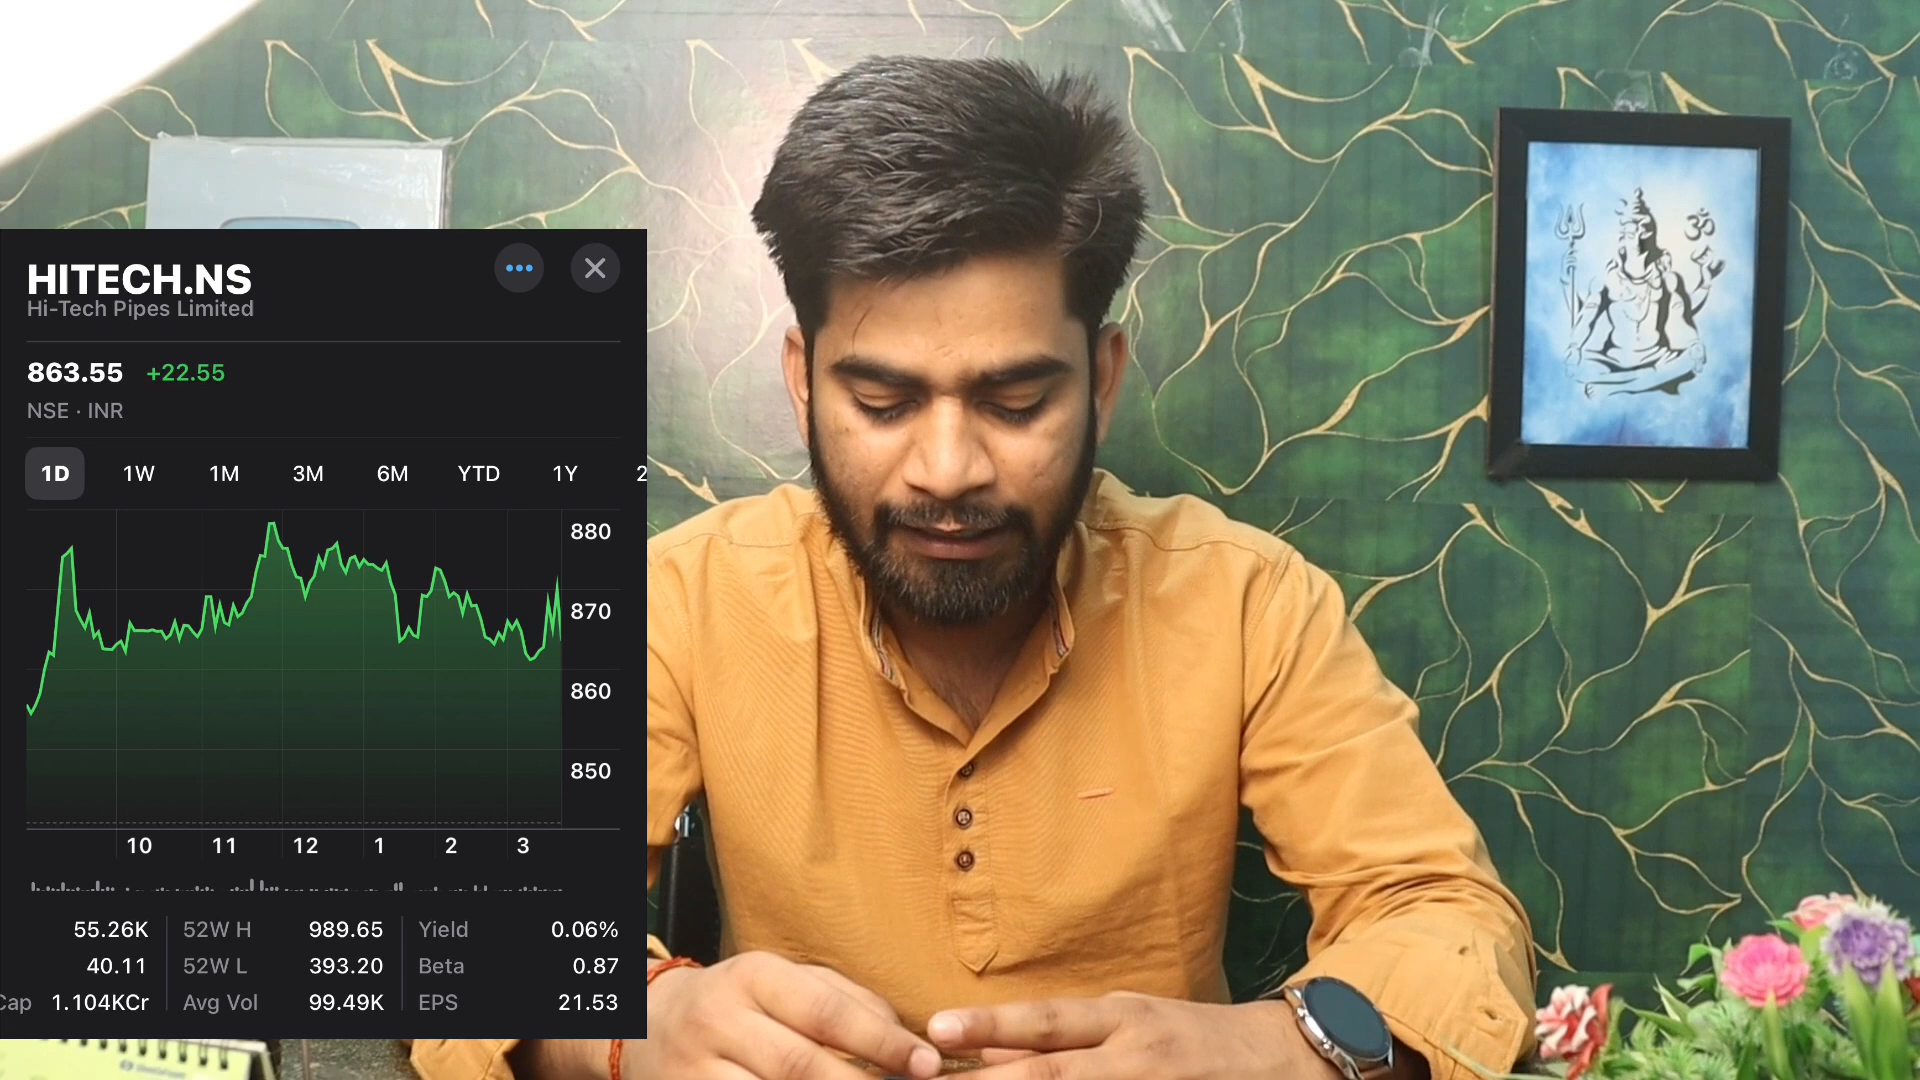 HITECH.NS
Hi-Tech Pipes Limited
863.55 +22.55
NSE · INR
1D 1W 1M 3M 6M YTD 1Y 2
880
870
860
850
10 11 12 1 2 3
55.26K 52W H 989.65 Yield 0.06%
40.11 52W L 393.20 Beta 0.87
Cap 1.104KCr Avg Vol 99.49K EPS 21.53
ॐ